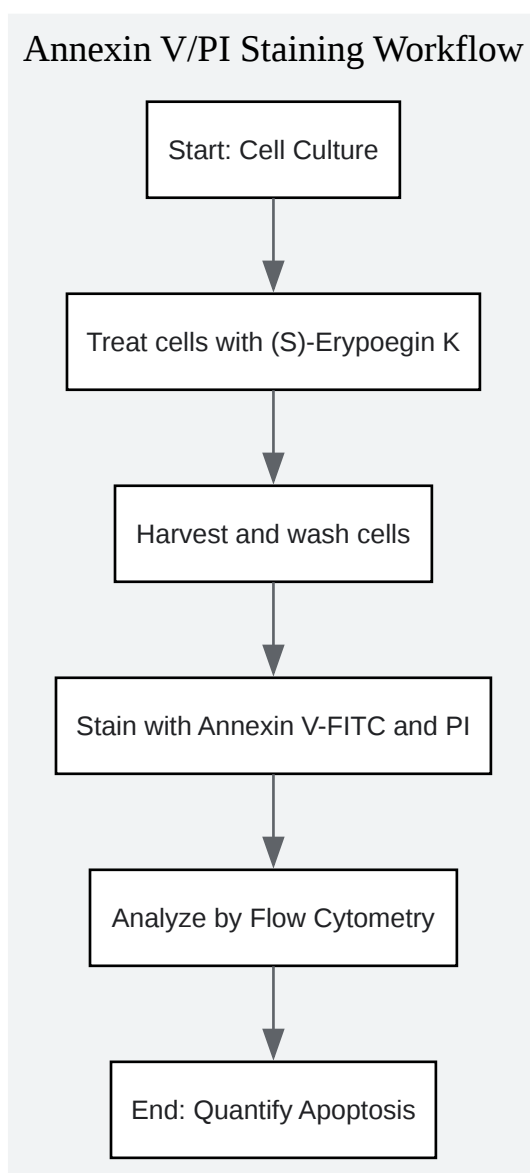 Annexin V/PI Staining Workflow
Start: Cell Culture
Treat cells with (S)-Erypoegin K
Harvest and wash cells
Stain with Annexin V-FITC and PI
Analyze by Flow Cytometry
End: Quantify Apoptosis